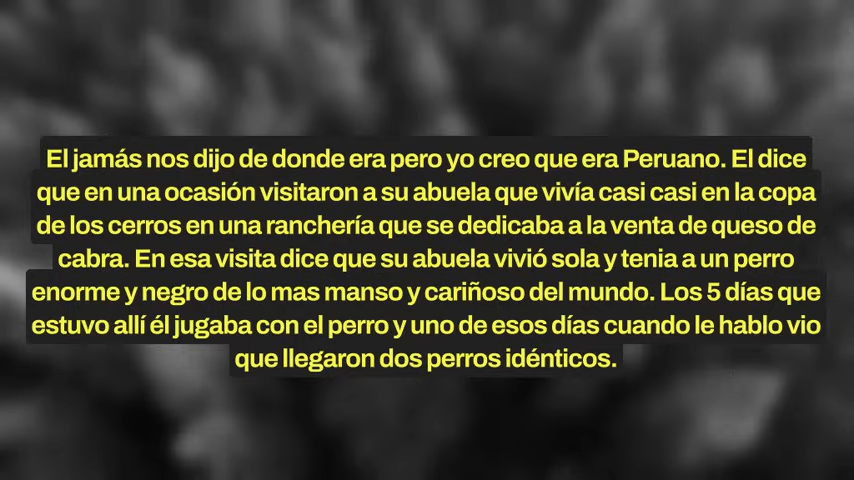 El jamás nos dijo de donde era pero yo creo que era Peruano. El dice
que en una ocasión visitaron a su abuela que vivía casi casi en la copa
de los cerros en una ranchería que se dedicaba a la venta de queso de
cabra. En esa visita dice que su abuela vivió sola y tenia a un perro
enorme y negro de lo mas manso y cariñoso del mundo. Los 5 días que
estuvo allí él jugaba con el perro y uno de esos días cuando le hablo vio
que llegaron dos perros idénticos.